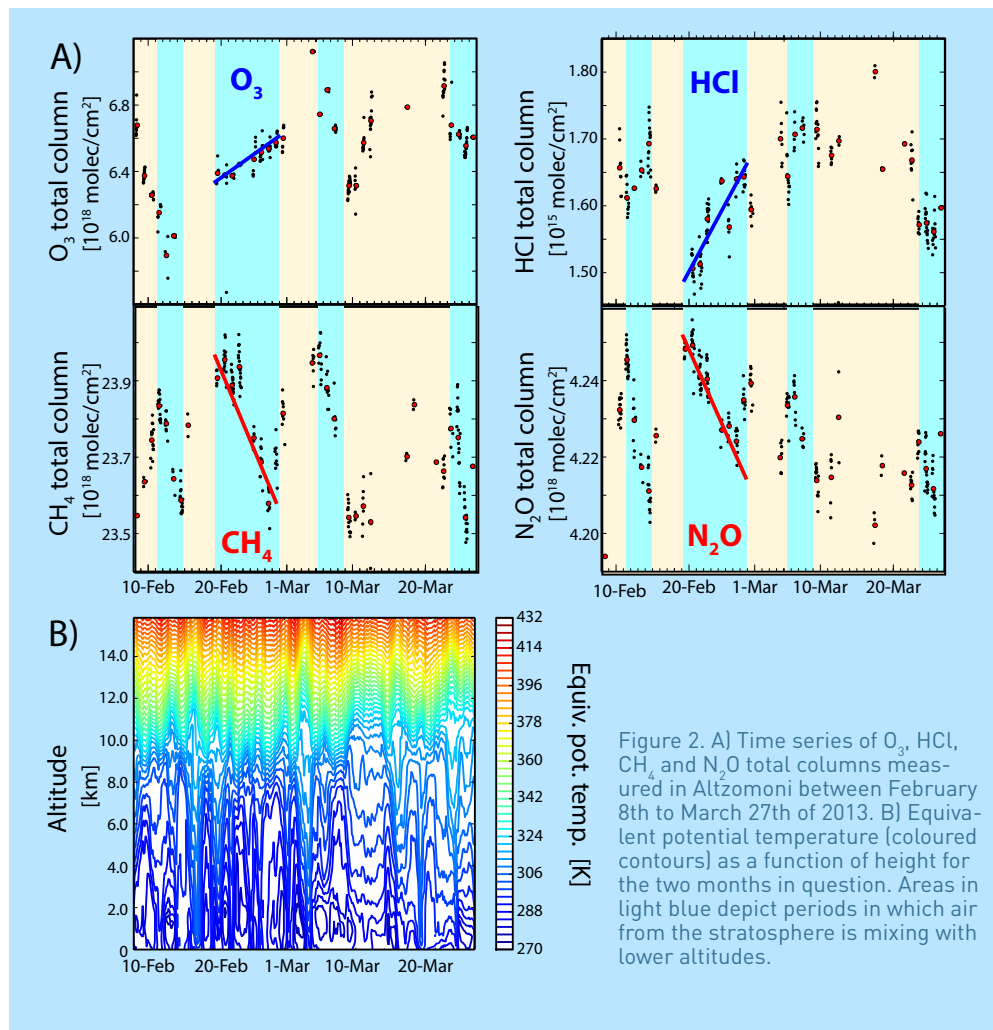 A)
O3 total column
[10^18 molec/cm^2]
6.8
6.4
6.0
O3
HCl total column
[10^15 molec/cm^2]
1.80
1.70
1.60
1.50
HCl
CH4 total column
[10^18 molec/cm^2]
23.9
23.7
23.5
CH4
10-Feb 20-Feb 1-Mar 10-Mar 20-Mar
N2O total column
[10^18 molec/cm^2]
4.24
4.22
4.20
N2O
10-Feb 20-Feb 1-Mar 10-Mar 20-Mar
B)
Altitude
[km]
14.0
12.0
10.0
8.0
6.0
4.0
2.0
0
10-Feb 20-Feb 1-Mar 10-Mar 20-Mar
432
414
396
378
360
342
324
306
288
270
Equiv. pot. temp. [K]
Figure 2. A) Time series of O3, HCl,
CH4 and N2O total columns meas-
ured in Altzomoni between February
8th to March 27th of 2013. B) Equiva-
lent potential temperature (coloured
contours) as a function of height for
the two months in question. Areas in
light blue depict periods in which air
from the stratosphere is mixing with
lower altitudes.